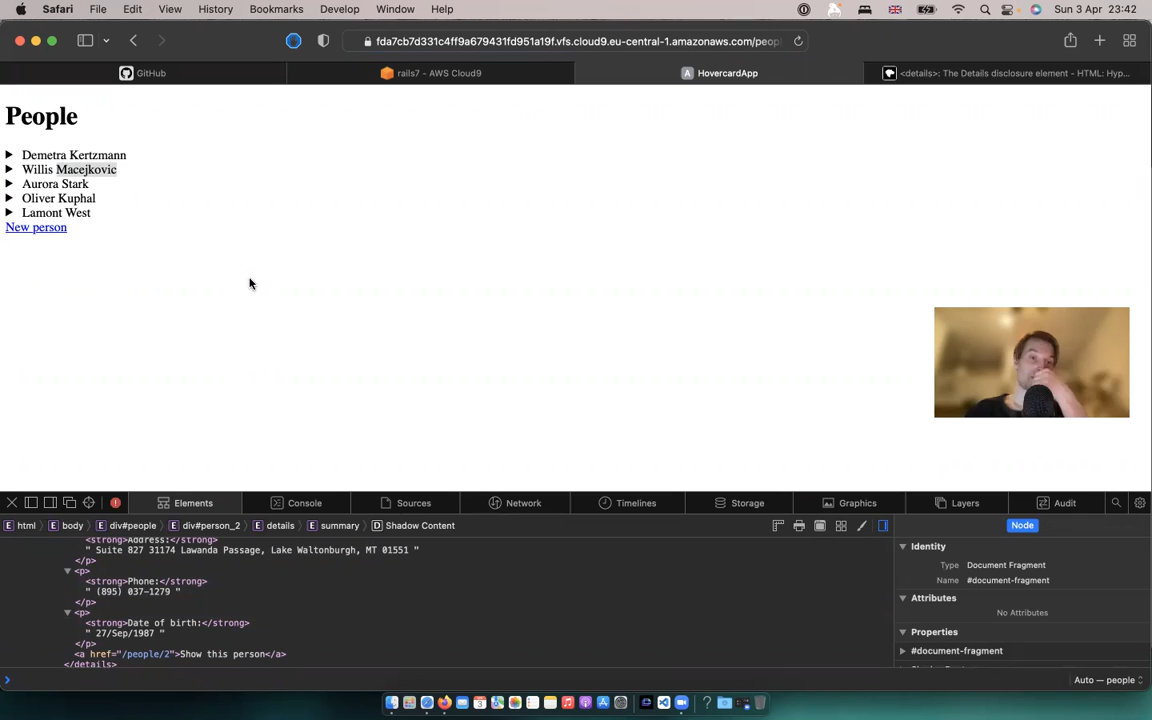 Safari File Edit View History Bookmarks Develop Window Help Sun 3 Apr 23:42
fda7cb7d331c4ff9a679431fd951a19f.vfs.cloud9.eu-central-1.amazonaws.com/peop
GitHub rails7 - AWS Cloud9 A HovercardApp <details>: The Details disclosure element - HTML: Hyp...
People
Demetra Kertzmann
Willis Macejkovic
Aurora Stark
Oliver Kuphal
Lamont West
New person
Elements Console Sources Network Timelines Storage Graphics Layers Audit
E html E body E div#people E div#person_2 E details E summary D Shadow Content Node
<strong>Address:</strong>
" Suite 827 31174 Lawanda Passage, Lake Waltonburgh, MT 01551 "
</p>
<p>
<strong>Phone:</strong>
" (895) 037-1279 "
</p>
<p>
<strong>Date of birth:</strong>
" 27/Sep/1987 "
</p>
<a href="/people/2">Show this person</a>
</details>
Identity
Type Document Fragment
Name #document-fragment
Attributes
No Attributes
Properties
#document-fragment
Auto — people